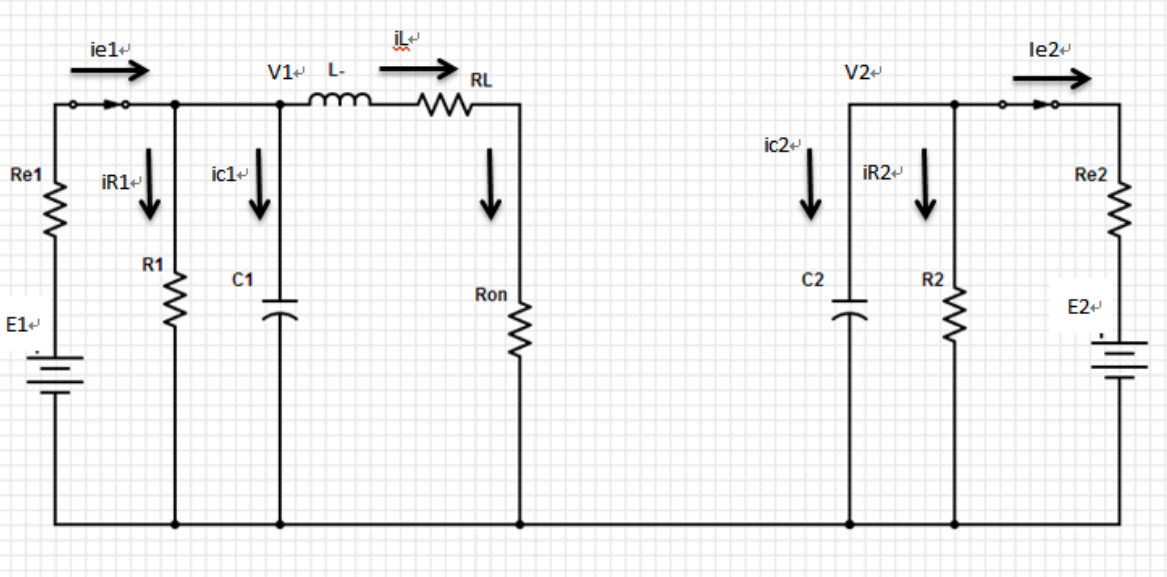 ie1↵
iL↵
Ie2↵
V1↵
L-
RL
V2↵
ic2↵
Re1
iR1↵
ic1↵
iR2↵
Re2
R1
C1
Ron
C2
R2
E1↵
E2↵